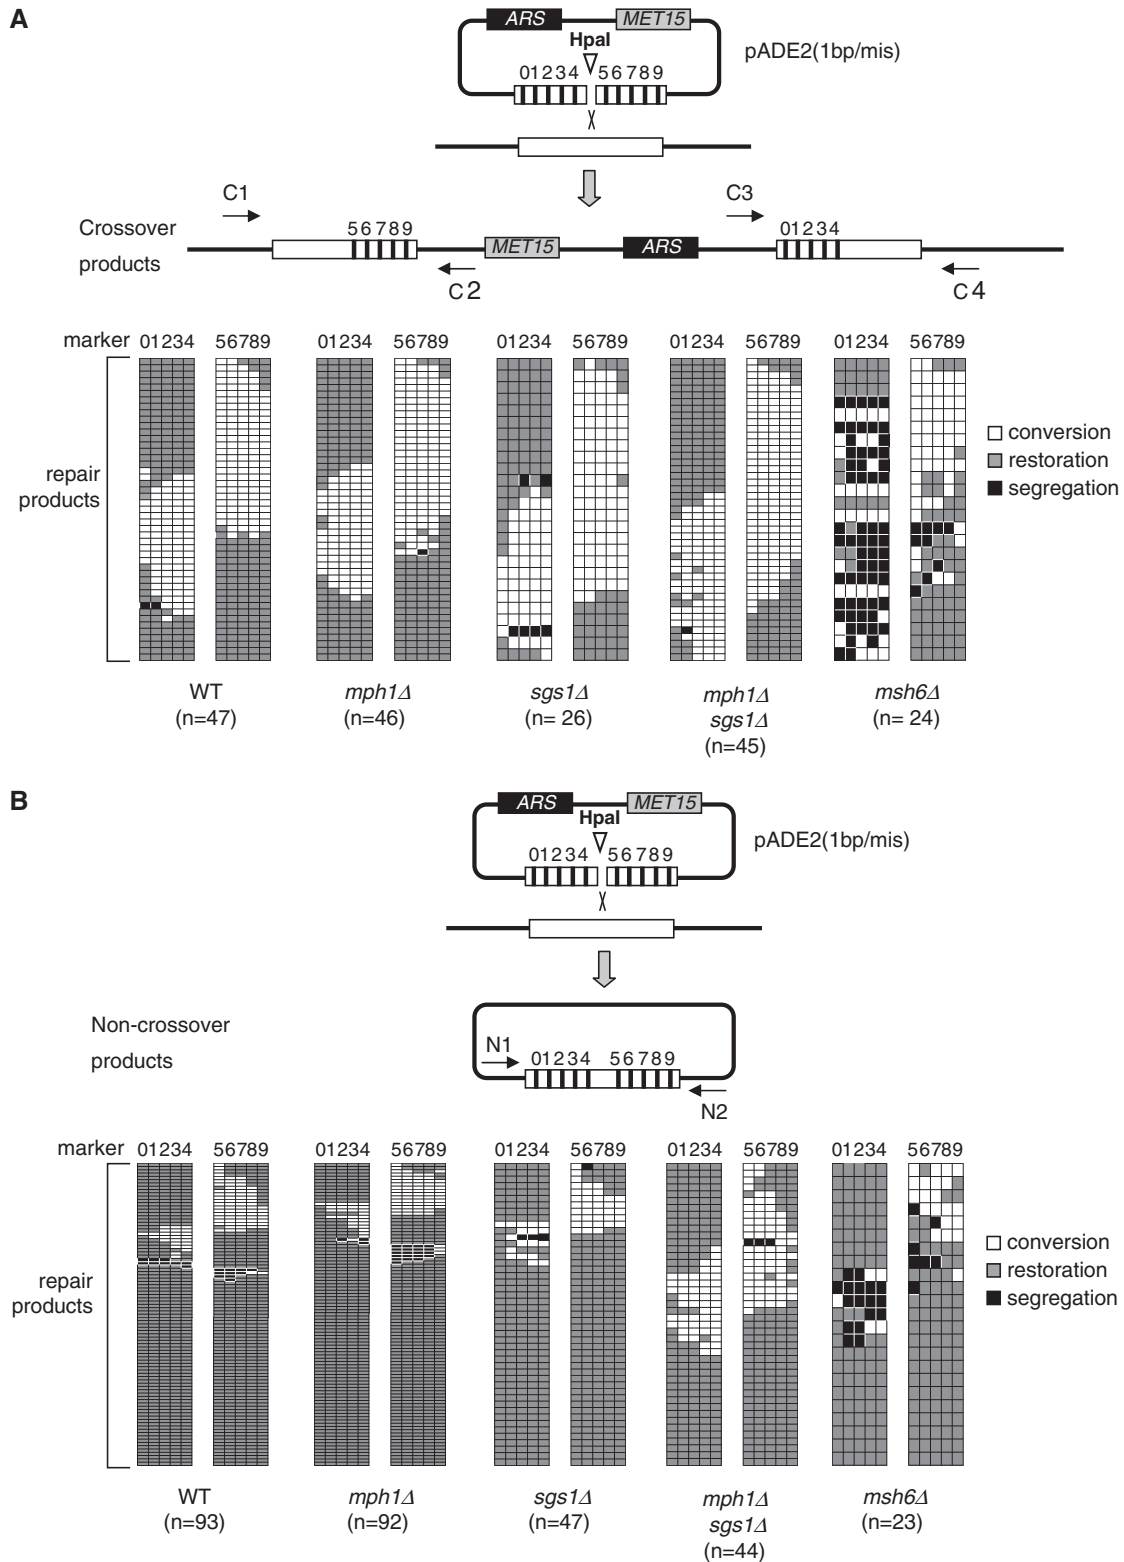 A
ARS
MET15
HpaI
pADE2(1bp/mis)
01234 56789
C1
C3
Crossover
products
56789
MET15
ARS
01234
C2
C4
marker 01234 56789 01234 56789 01234 56789 01234 56789 01234 56789
repair
products
conversion
restoration
segregation
WT
(n=47)
mph1Δ
(n=46)
sgs1Δ
(n= 26)
mph1Δ
sgs1Δ
(n=45)
msh6Δ
(n= 24)
B
ARS
MET15
HpaI
pADE2(1bp/mis)
01234 56789
Non-crossover
products
N1
01234 56789
N2
marker 01234 56789 01234 56789 01234 56789 01234 56789 01234 56789
repair
products
conversion
restoration
segregation
WT
(n=93)
mph1Δ
(n=92)
sgs1Δ
(n=47)
mph1Δ
sgs1Δ
(n=44)
msh6Δ
(n=23)